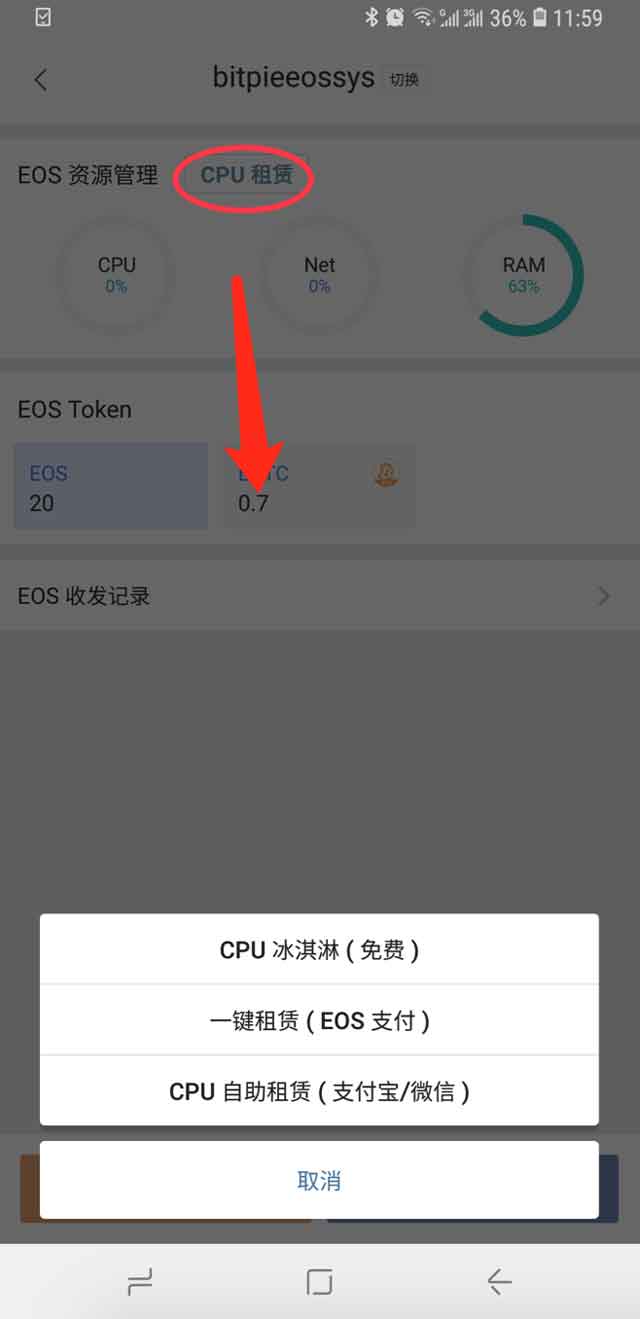 36% 11:59
bitpieeossys 切换
EOS 资源管理 CPU 租赁
CPU
0%
Net
0%
RAM
63%
EOS Token
EOS
20
TC
0.7
EOS 收发记录
CPU 冰淇淋 ( 免费 )
一键租赁 ( EOS 支付 )
CPU 自助租赁 ( 支付宝/微信 )
取消